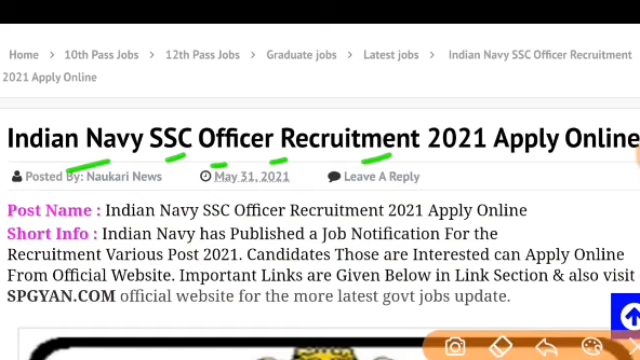 Home > 10th Pass Jobs > 12th Pass Jobs > Graduate jobs > Latest jobs > Indian Navy SSC Officer Recruitment
2021 Apply Online
Indian Navy SSC Officer Recruitment 2021 Apply Online
Posted By: Naukari News May 31, 2021 Leave A Reply
Post Name : Indian Navy SSC Officer Recruitment 2021 Apply Online
Short Info : Indian Navy has Published a Job Notification For the
Recruitment Various Post 2021. Candidates Those are Interested can Apply Online
From Official Website. Important Links are Given Below in Link Section & also visit
SPGYAN.COM official website for the more latest govt jobs update.